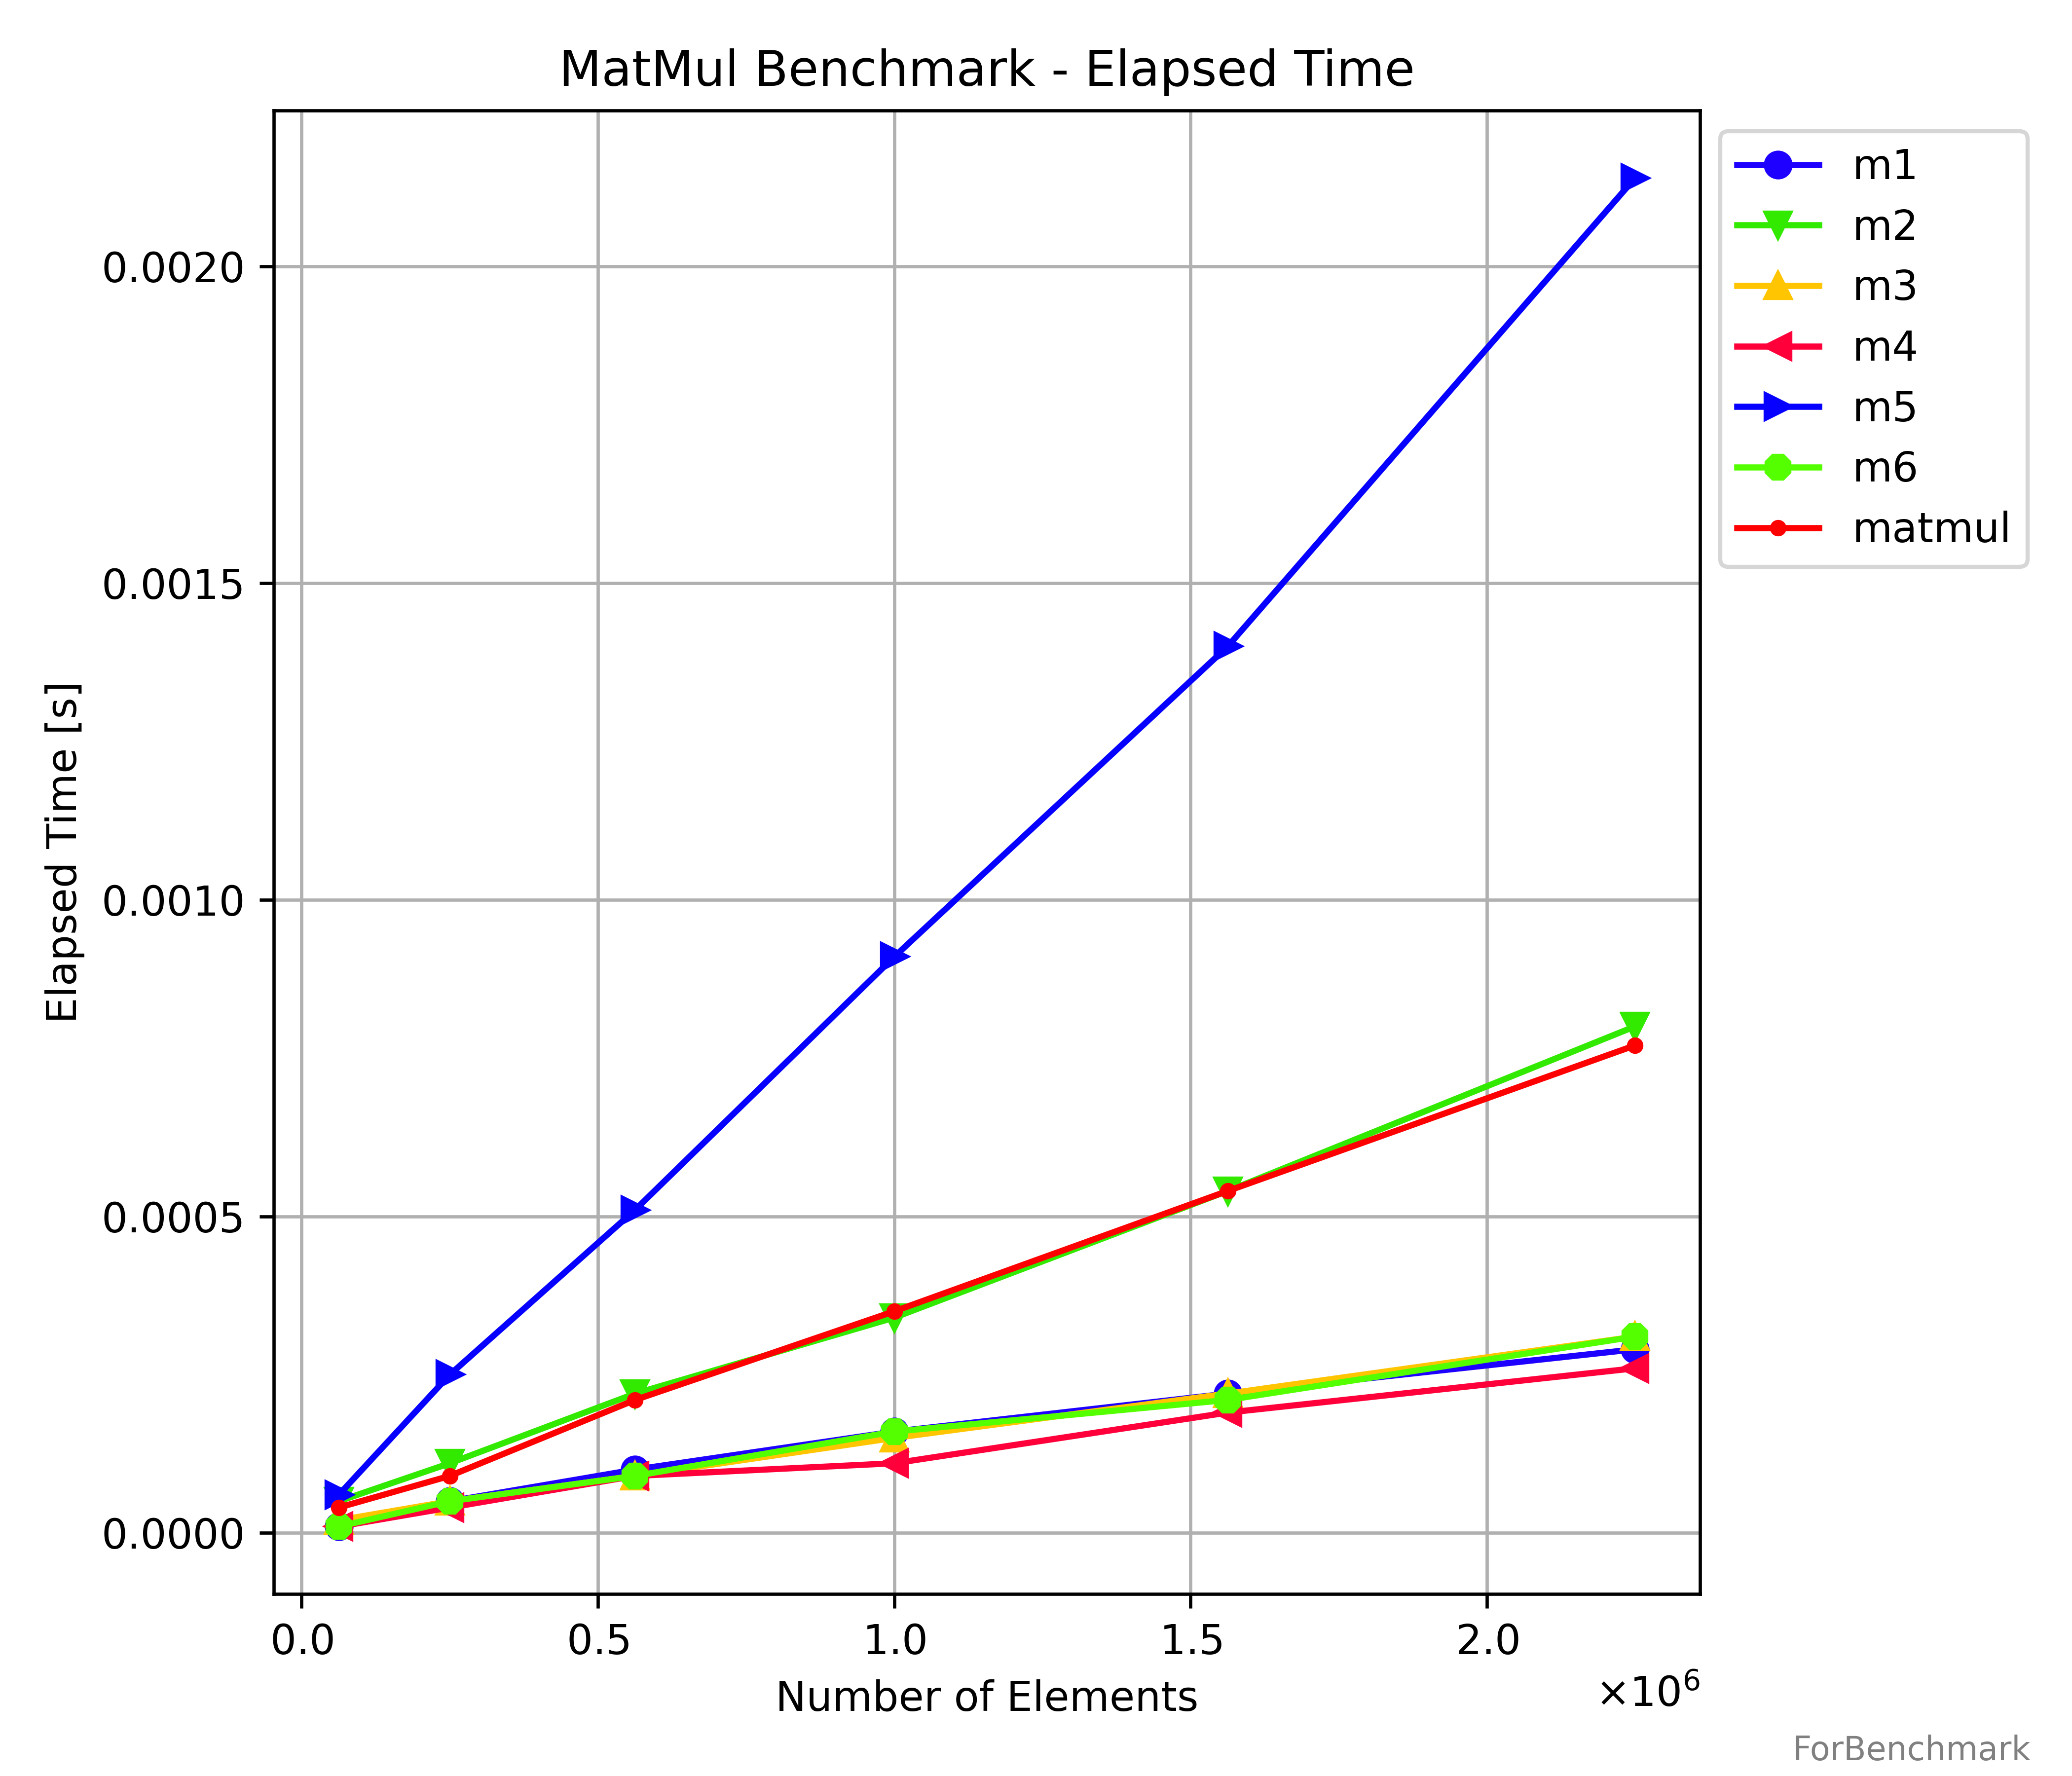 MatMul Benchmark - Elapsed Time
m1
m2
m3
m4
m5
m6
matmul
Elapsed Time [s]
0.0020
0.0015
0.0010
0.0005
0.0000
0.0 0.5 1.0 1.5 2.0
×10⁶
Number of Elements
ForBenchmark